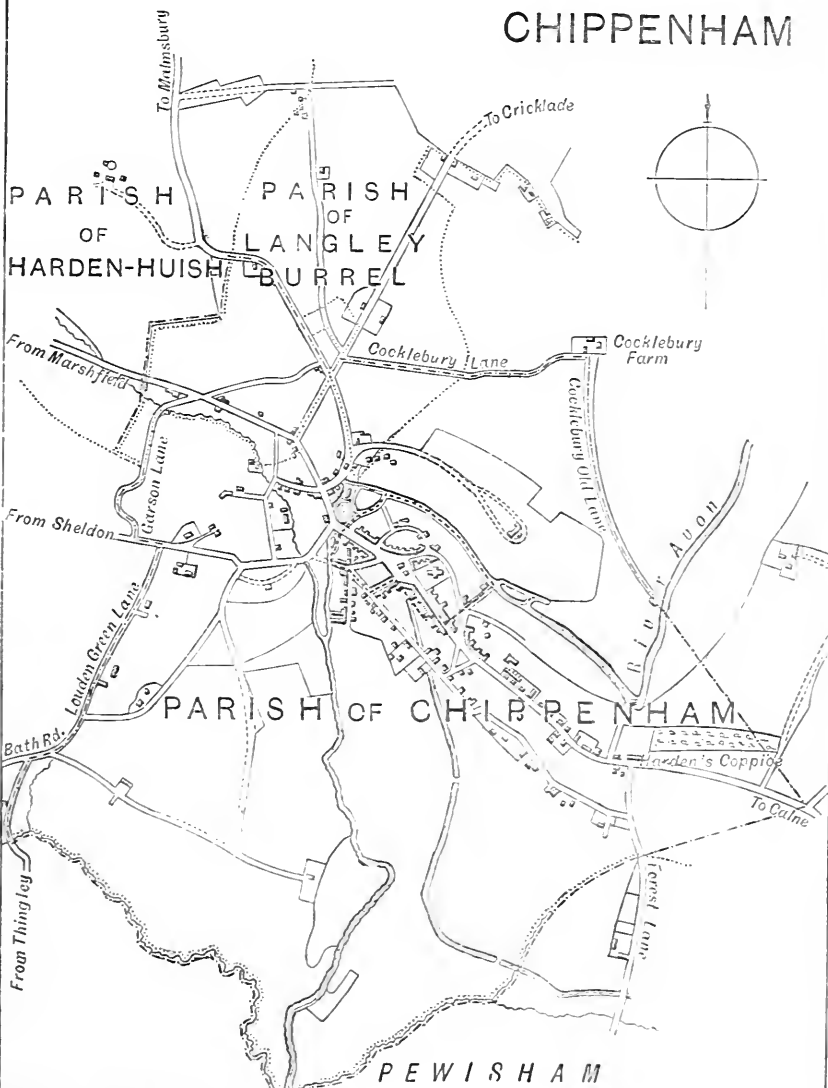 CHIPPENHAM
To Malmsbury
To Cricklade
PARISH
OF
HARDEN-HUISH
PARISH
OF
LANGLEY
BURREL
From Marshfield
Cocklebury Lane
Cocklebury
Farm
Cocklebury Old Lane
Garson Lane
From Sheldon
River Avon
Louden Green Lane
PARISH OF CHIPPENHAM
Bath Rd.
Harden's Coppice
To Calne
From Thingley
Forest Lane
PEWISHAM